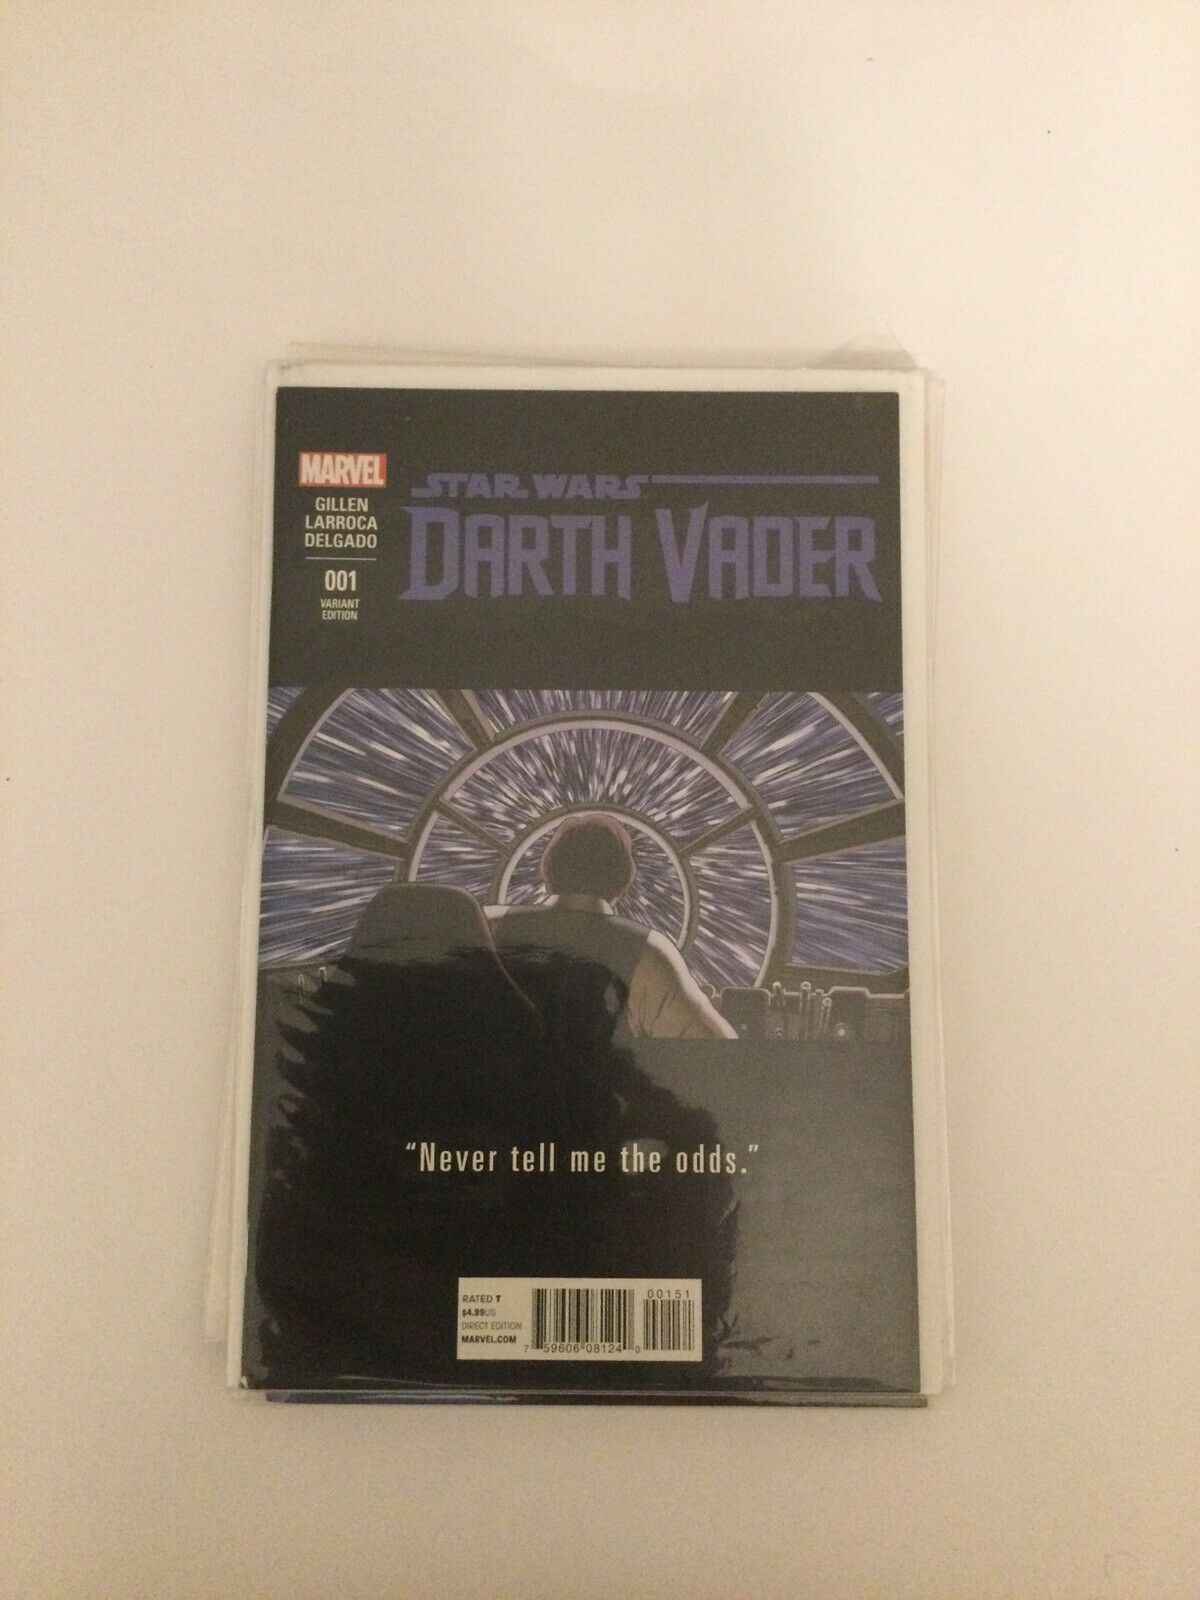 MARVEL
GILLEN
LARROCA
DELGADO
001
VARIANT
EDITION
STAR WARS
DARTH VADER
"Never tell me the odds."
RATED T
$4.99US
DIRECT EDITION
MARVEL.COM
00151
7 59606 08124 0